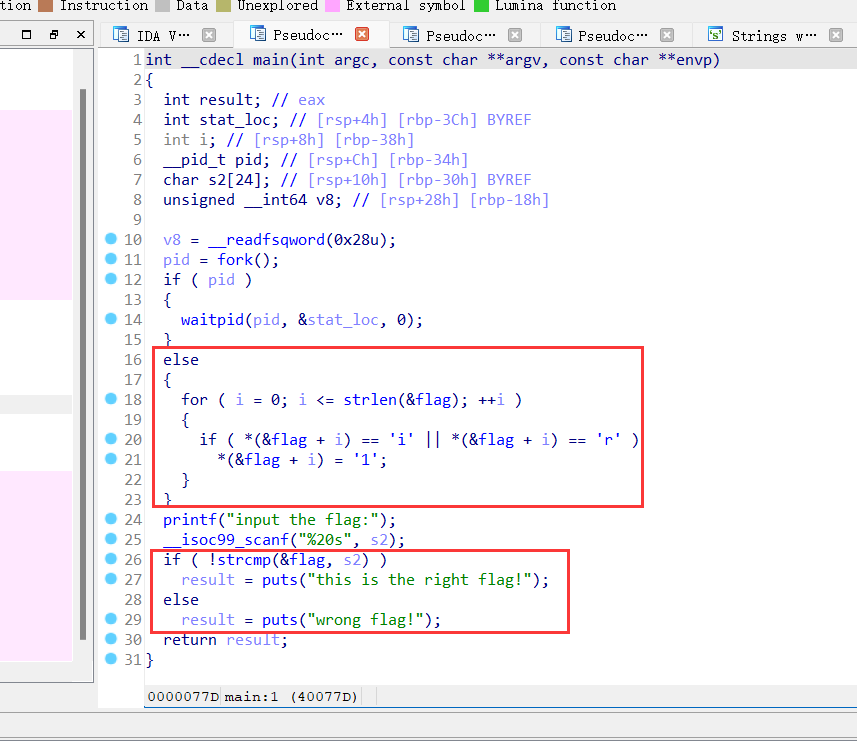 tion Instruction Data Unexplored External symbol Lumina function
IDA V··· Pseudoc··· Pseudoc··· Pseudoc··· Strings w···
1 int __cdecl main(int argc, const char **argv, const char **envp)
2 {
3 int result; // eax
4 int stat_loc; // [rsp+4h] [rbp-3Ch] BYREF
5 int i; // [rsp+8h] [rbp-38h]
6 __pid_t pid; // [rsp+Ch] [rbp-34h]
7 char s2[24]; // [rsp+10h] [rbp-30h] BYREF
8 unsigned __int64 v8; // [rsp+28h] [rbp-18h]
9
10 v8 = __readfsqword(0x28u);
11 pid = fork();
12 if ( pid )
13 {
14 waitpid(pid, &stat_loc, 0);
15 }
16 else
17 {
18 for ( i = 0; i <= strlen(&flag); ++i )
19 {
20 if ( *(&flag + i) == 'i' || *(&flag + i) == 'r' )
21 *(&flag + i) = '1';
22 }
23 }
24 printf("input the flag:");
25 __isoc99_scanf("%20s", s2);
26 if ( !strcmp(&flag, s2) )
27 result = puts("this is the right flag!");
28 else
29 result = puts("wrong flag!");
30 return result;
31 }
0000077D main:1 (40077D)